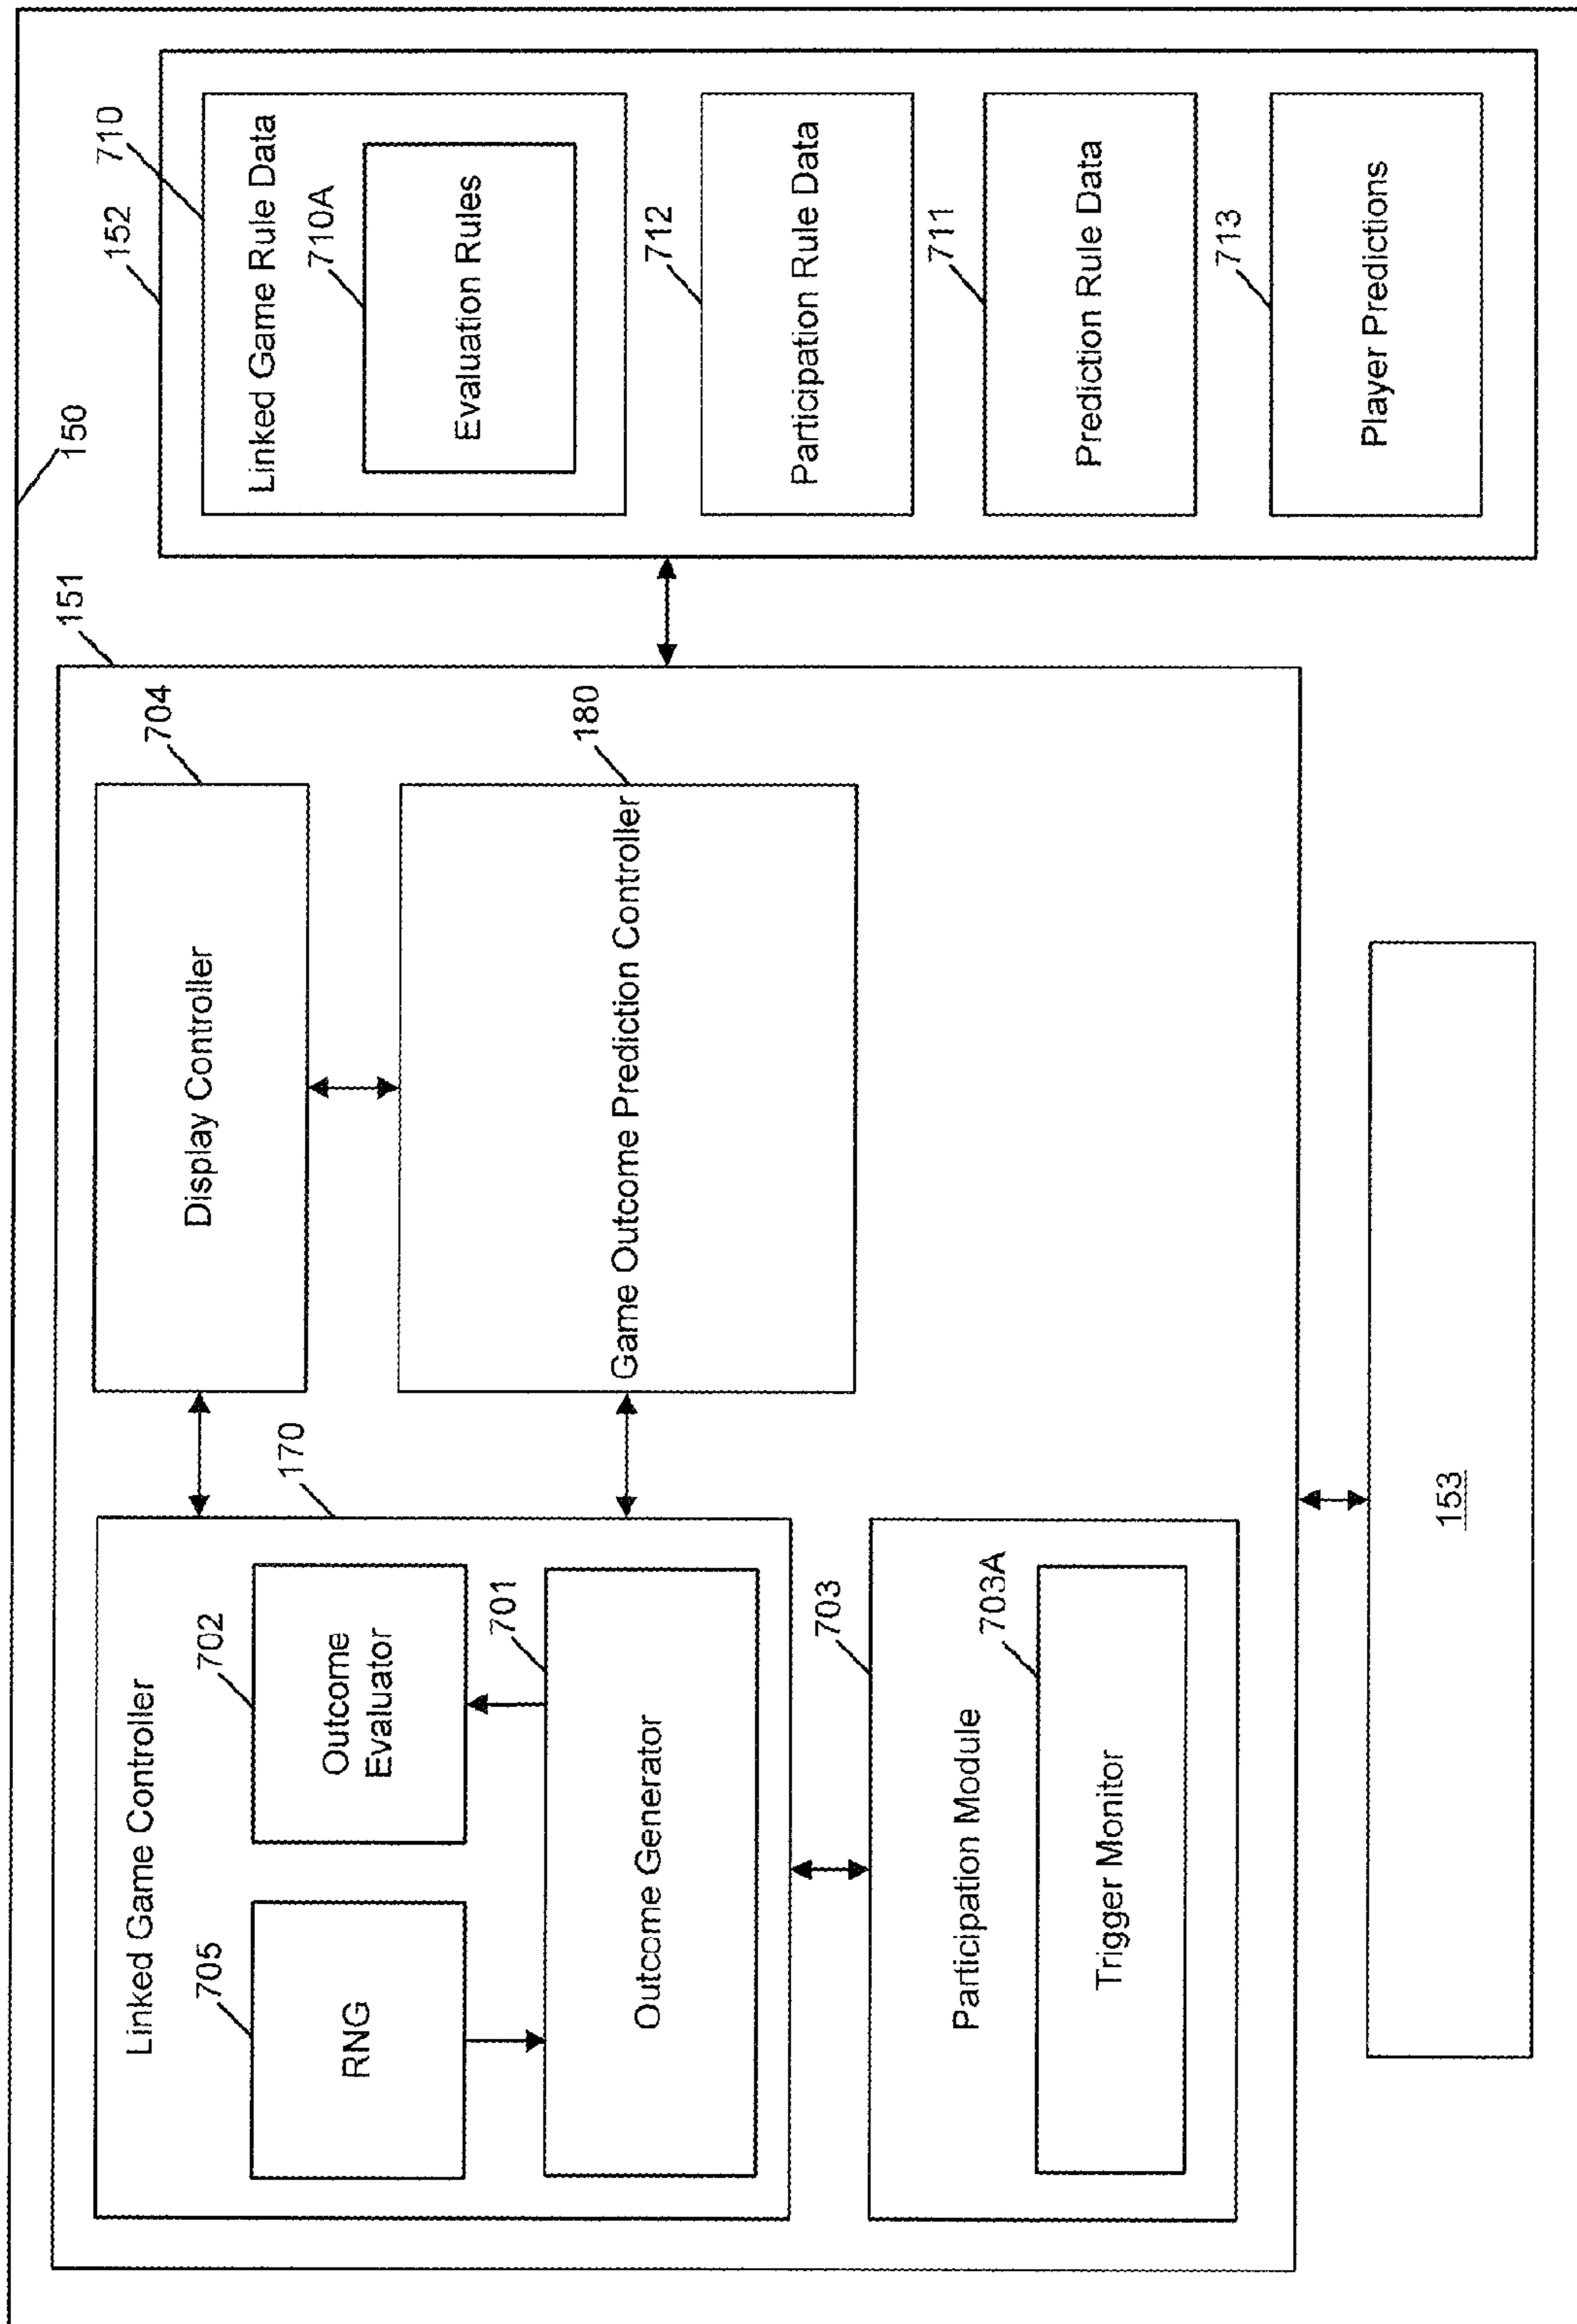 150
151
152
Linked Game Controller
170
705
RNG
702
Outcome
Evaluator
701
Outcome Generator
Display Controller
704
Game Outcome Prediction Controller
180
703
Participation Module
703A
Trigger Monitor
153
710
Linked Game Rule Data
710A
Evaluation Rules
712
Participation Rule Data
711
Prediction Rule Data
713
Player Predictions